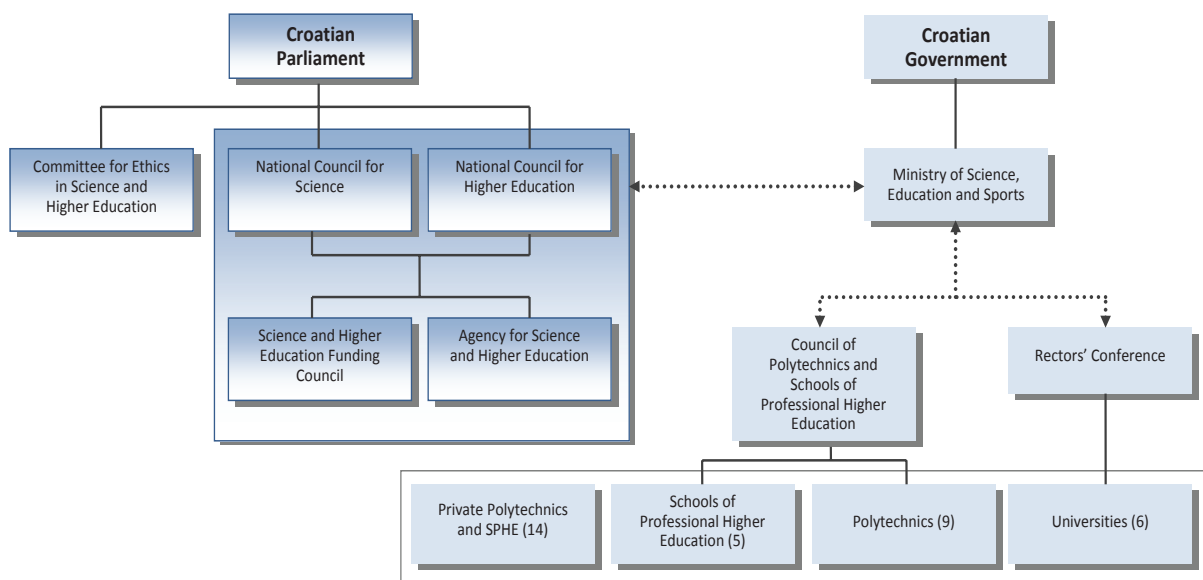 Croatian
Parliament
Croatian
Government
Committee for Ethics
in Science and
Higher Education
National Council for
Science
National Council for
Higher Education
Ministry of Science,
Education and Sports
Science and Higher
Education Funding
Council
Agency for Science
and Higher Education
Council of
Polytechnics and
Schools of
Professional Higher
Education
Rectors’ Conference
Private Polytechnics
and SPHE (14)
Schools of
Professional Higher
Education (5)
Polytechnics (9)
Universities (6)